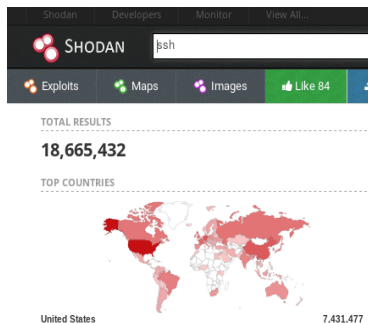 Shodan Developers Monitor View All...
SHODAN ssh
Exploits Maps Images Like 84
TOTAL RESULTS
18,665,432
TOP COUNTRIES
United States 7,431,477